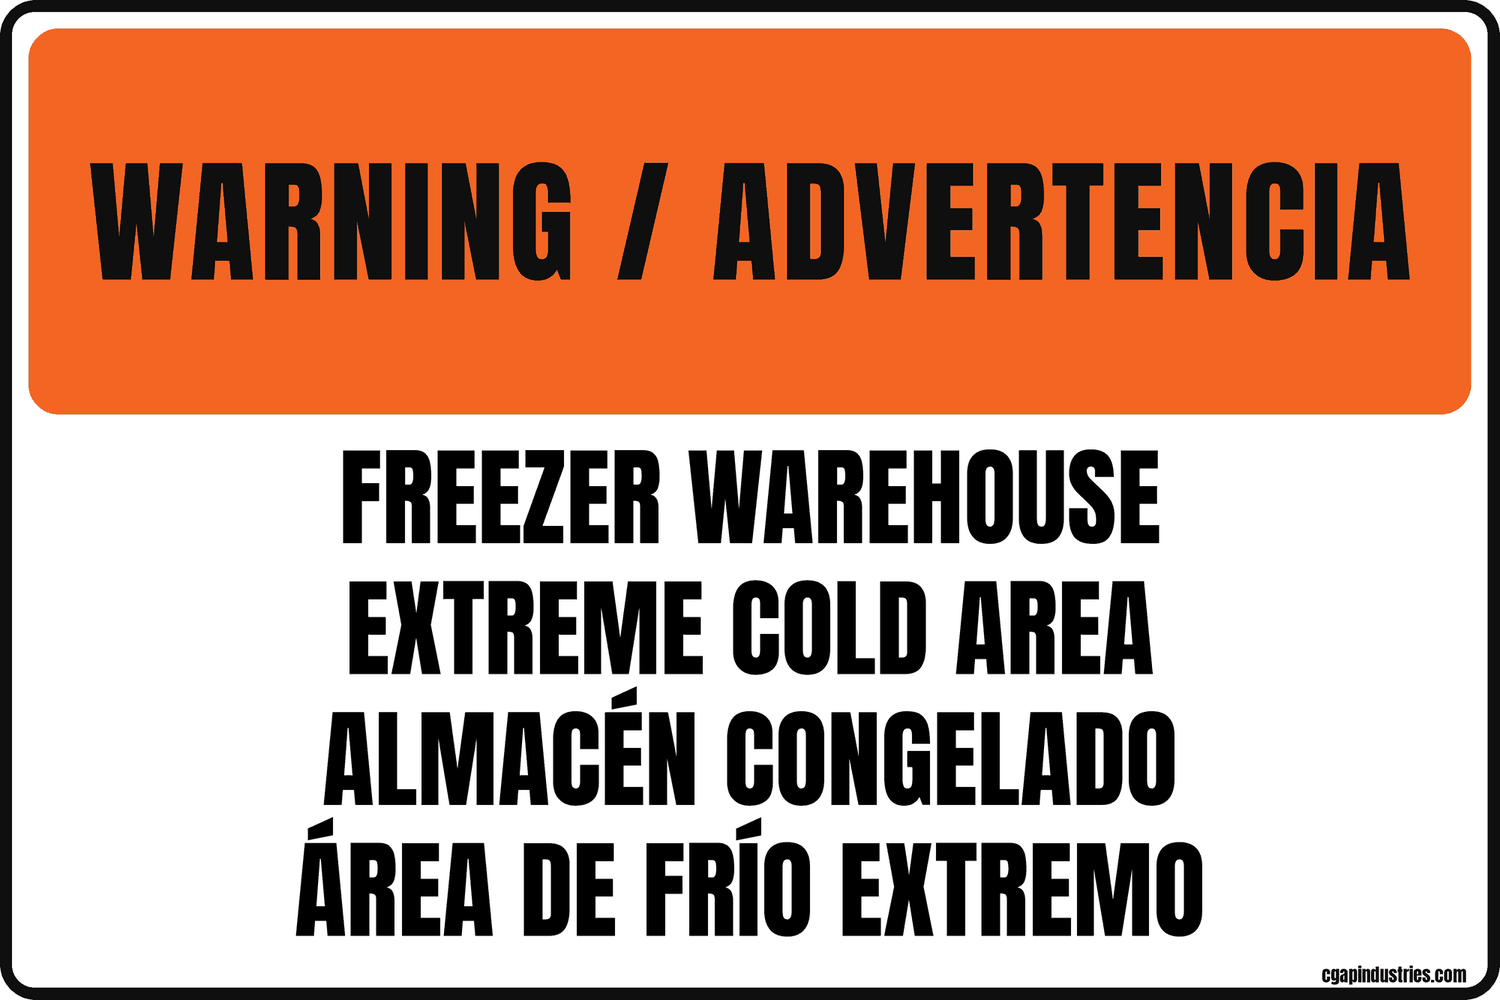 WARNING / ADVERTENCIA
FREEZER WAREHOUSE
EXTREME COLD AREA
ALMACÉN CONGELADO
ÁREA DE FRÍO EXTREMO
cgapindustries.com